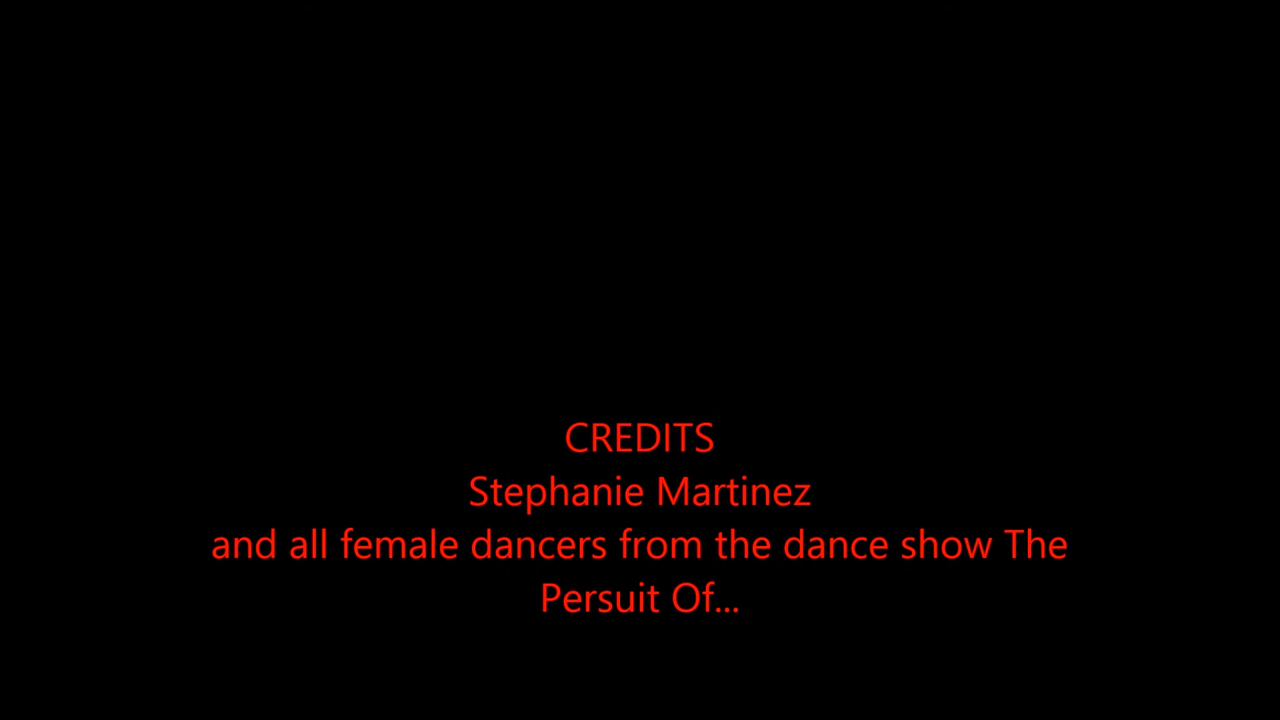 CREDITS
Stephanie Martinez
and all female dancers from the dance show The
Persuit Of...